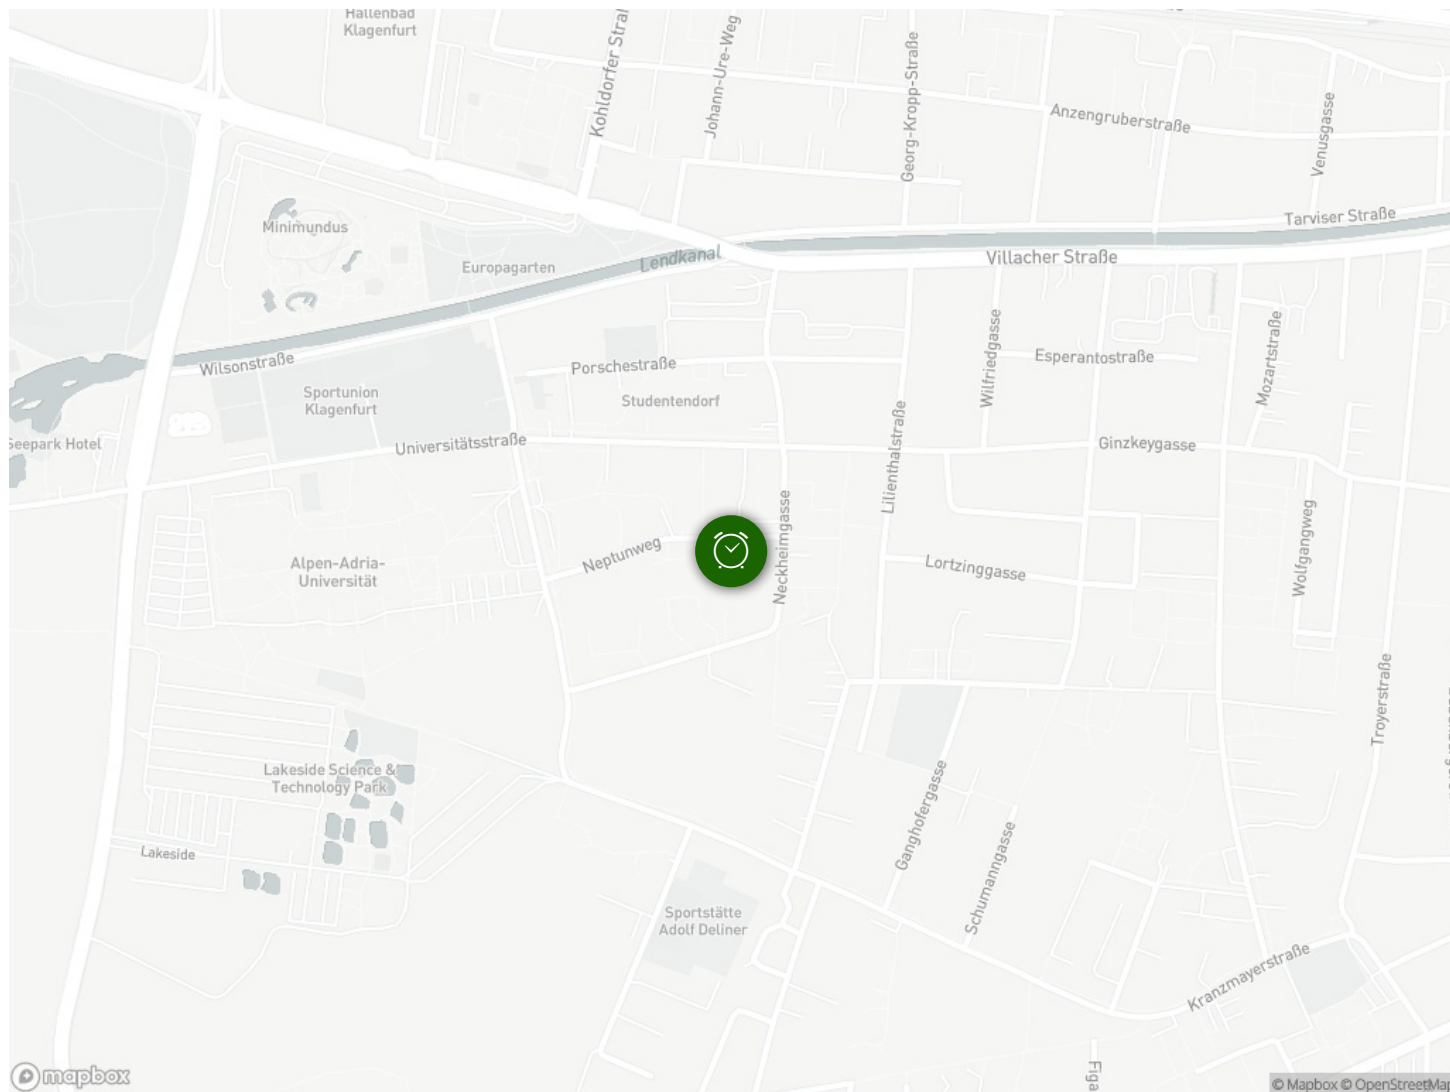 Hallenbad
Klagenfurt
Kohldorfer Straß
Johann-Ure-Weg
Georg-Kropp-Straße
Anzengruberstraße
Venusgasse
Tarviser Straße
Minimundus
Europagarten
Lendkanal
Villacher Straße
Wilsonstraße
Porschestraße
Wilfriedgasse
Esperantostraße
Mozartstraße
Sportunion
Klagenfurt
Studentendorf
Seepark Hotel
Universitätsstraße
Lilienthalstraße
Ginzkeygasse
Neckheimgasse
Neptunweg
Alpen-Adria-
Universität
Lortzinggasse
Wolfgangweg
Troyerstraße
Lakeside Science &
Technology Park
Lakeside
Ganghofergasse
Schumanngasse
Sportstätte
Adolf Deliner
Kranzmayerstraße
Figa
mapbox
© Mapbox © OpenStreetMap